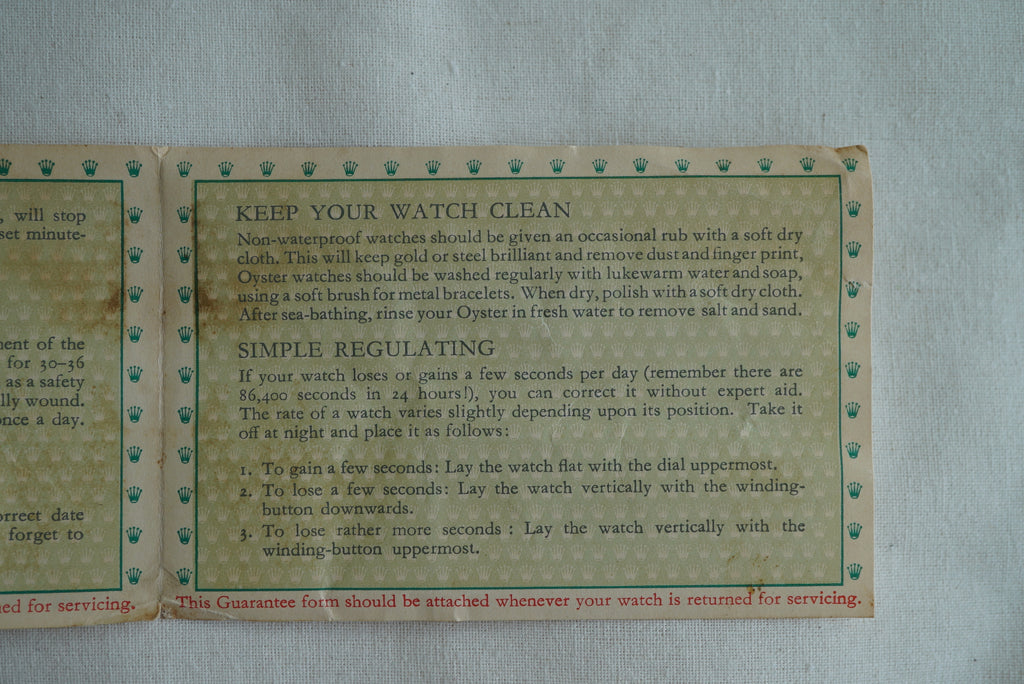 , will stop
set minute-
ment of the
for 30–36
as a safety
lly wound.
once a day.
orrect date
forget to
ed for servicing.
KEEP YOUR WATCH CLEAN
Non-waterproof watches should be given an occasional rub with a soft dry
cloth. This will keep gold or steel brilliant and remove dust and finger print,
Oyster watches should be washed regularly with lukewarm water and soap,
using a soft brush for metal bracelets. When dry, polish with a soft dry cloth.
After sea-bathing, rinse your Oyster in fresh water to remove salt and sand.
SIMPLE REGULATING
If your watch loses or gains a few seconds per day (remember there are
86,400 seconds in 24 hours!), you can correct it without expert aid.
The rate of a watch varies slightly depending upon its position. Take it
off at night and place it as follows:
1. To gain a few seconds: Lay the watch flat with the dial uppermost.
2. To lose a few seconds: Lay the watch vertically with the winding-
button downwards.
3. To lose rather more seconds : Lay the watch vertically with the
winding-button uppermost.
This Guarantee form should be attached whenever your watch is returned for servicing.